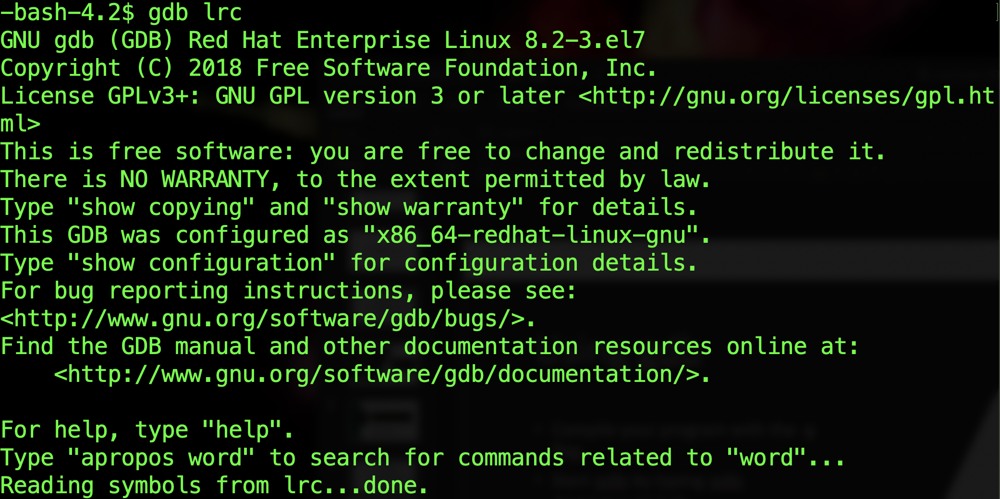 -bash-4.2$ gdb lrc
GNU gdb (GDB) Red Hat Enterprise Linux 8.2-3.el7
Copyright (C) 2018 Free Software Foundation, Inc.
License GPLv3+: GNU GPL version 3 or later <http://gnu.org/licenses/gpl.ht
ml>
This is free software: you are free to change and redistribute it.
There is NO WARRANTY, to the extent permitted by law.
Type "show copying" and "show warranty" for details.
This GDB was configured as "x86_64-redhat-linux-gnu".
Type "show configuration" for configuration details.
For bug reporting instructions, please see:
<http://www.gnu.org/software/gdb/bugs/>.
Find the GDB manual and other documentation resources online at:
    <http://www.gnu.org/software/gdb/documentation/>.

For help, type "help".
Type "apropos word" to search for commands related to "word"...
Reading symbols from lrc...done.